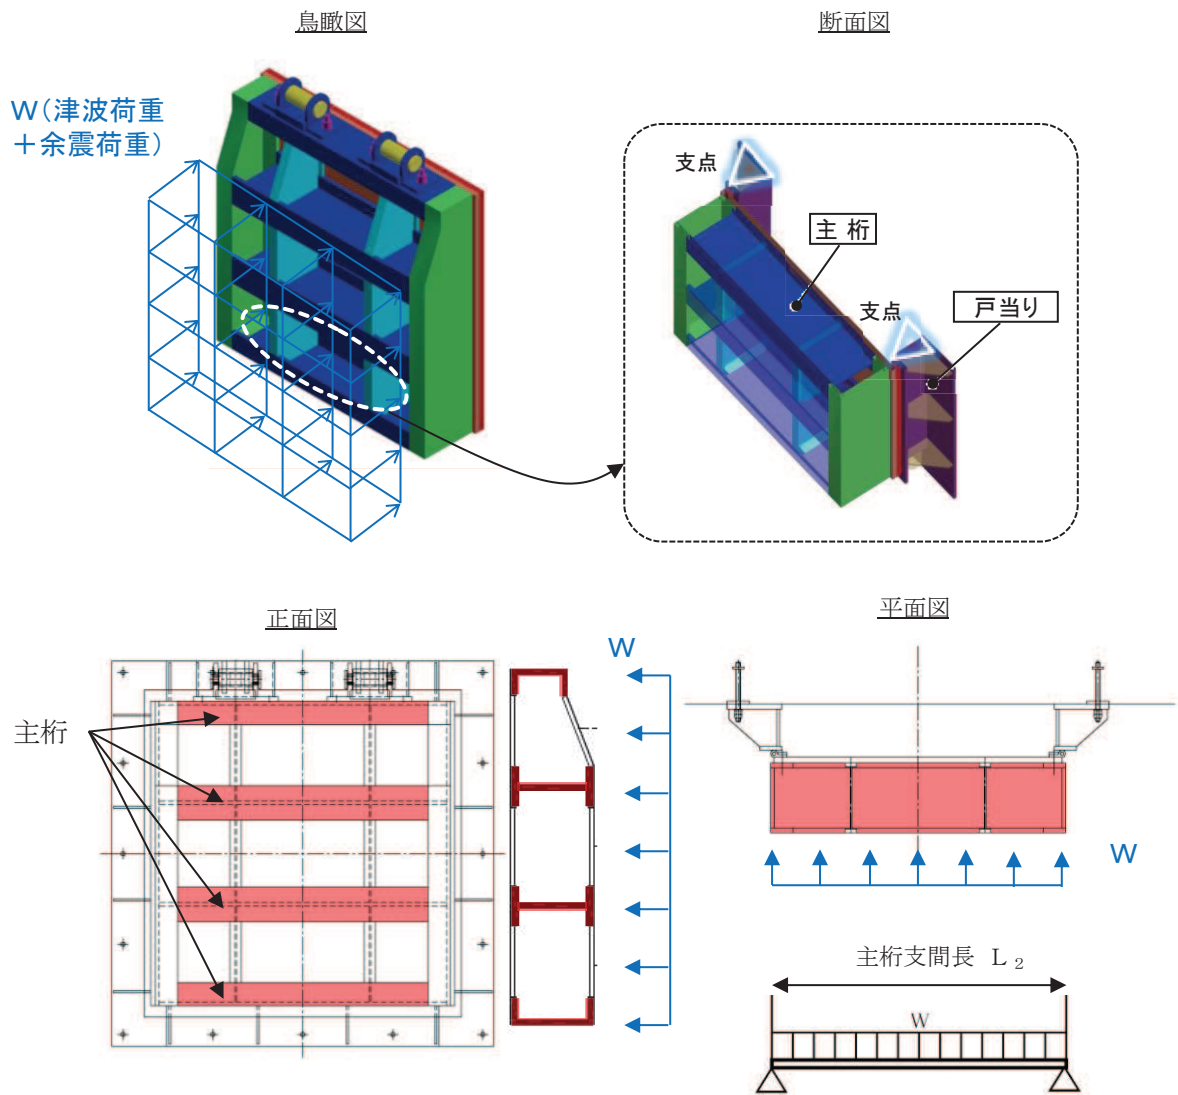 鳥瞰図
断面図
W(津波荷重
+余震荷重)
支点
主 桁
支点
戸当り
正面図
平面図
W
主桁
W
主桁支間長 L₂
W